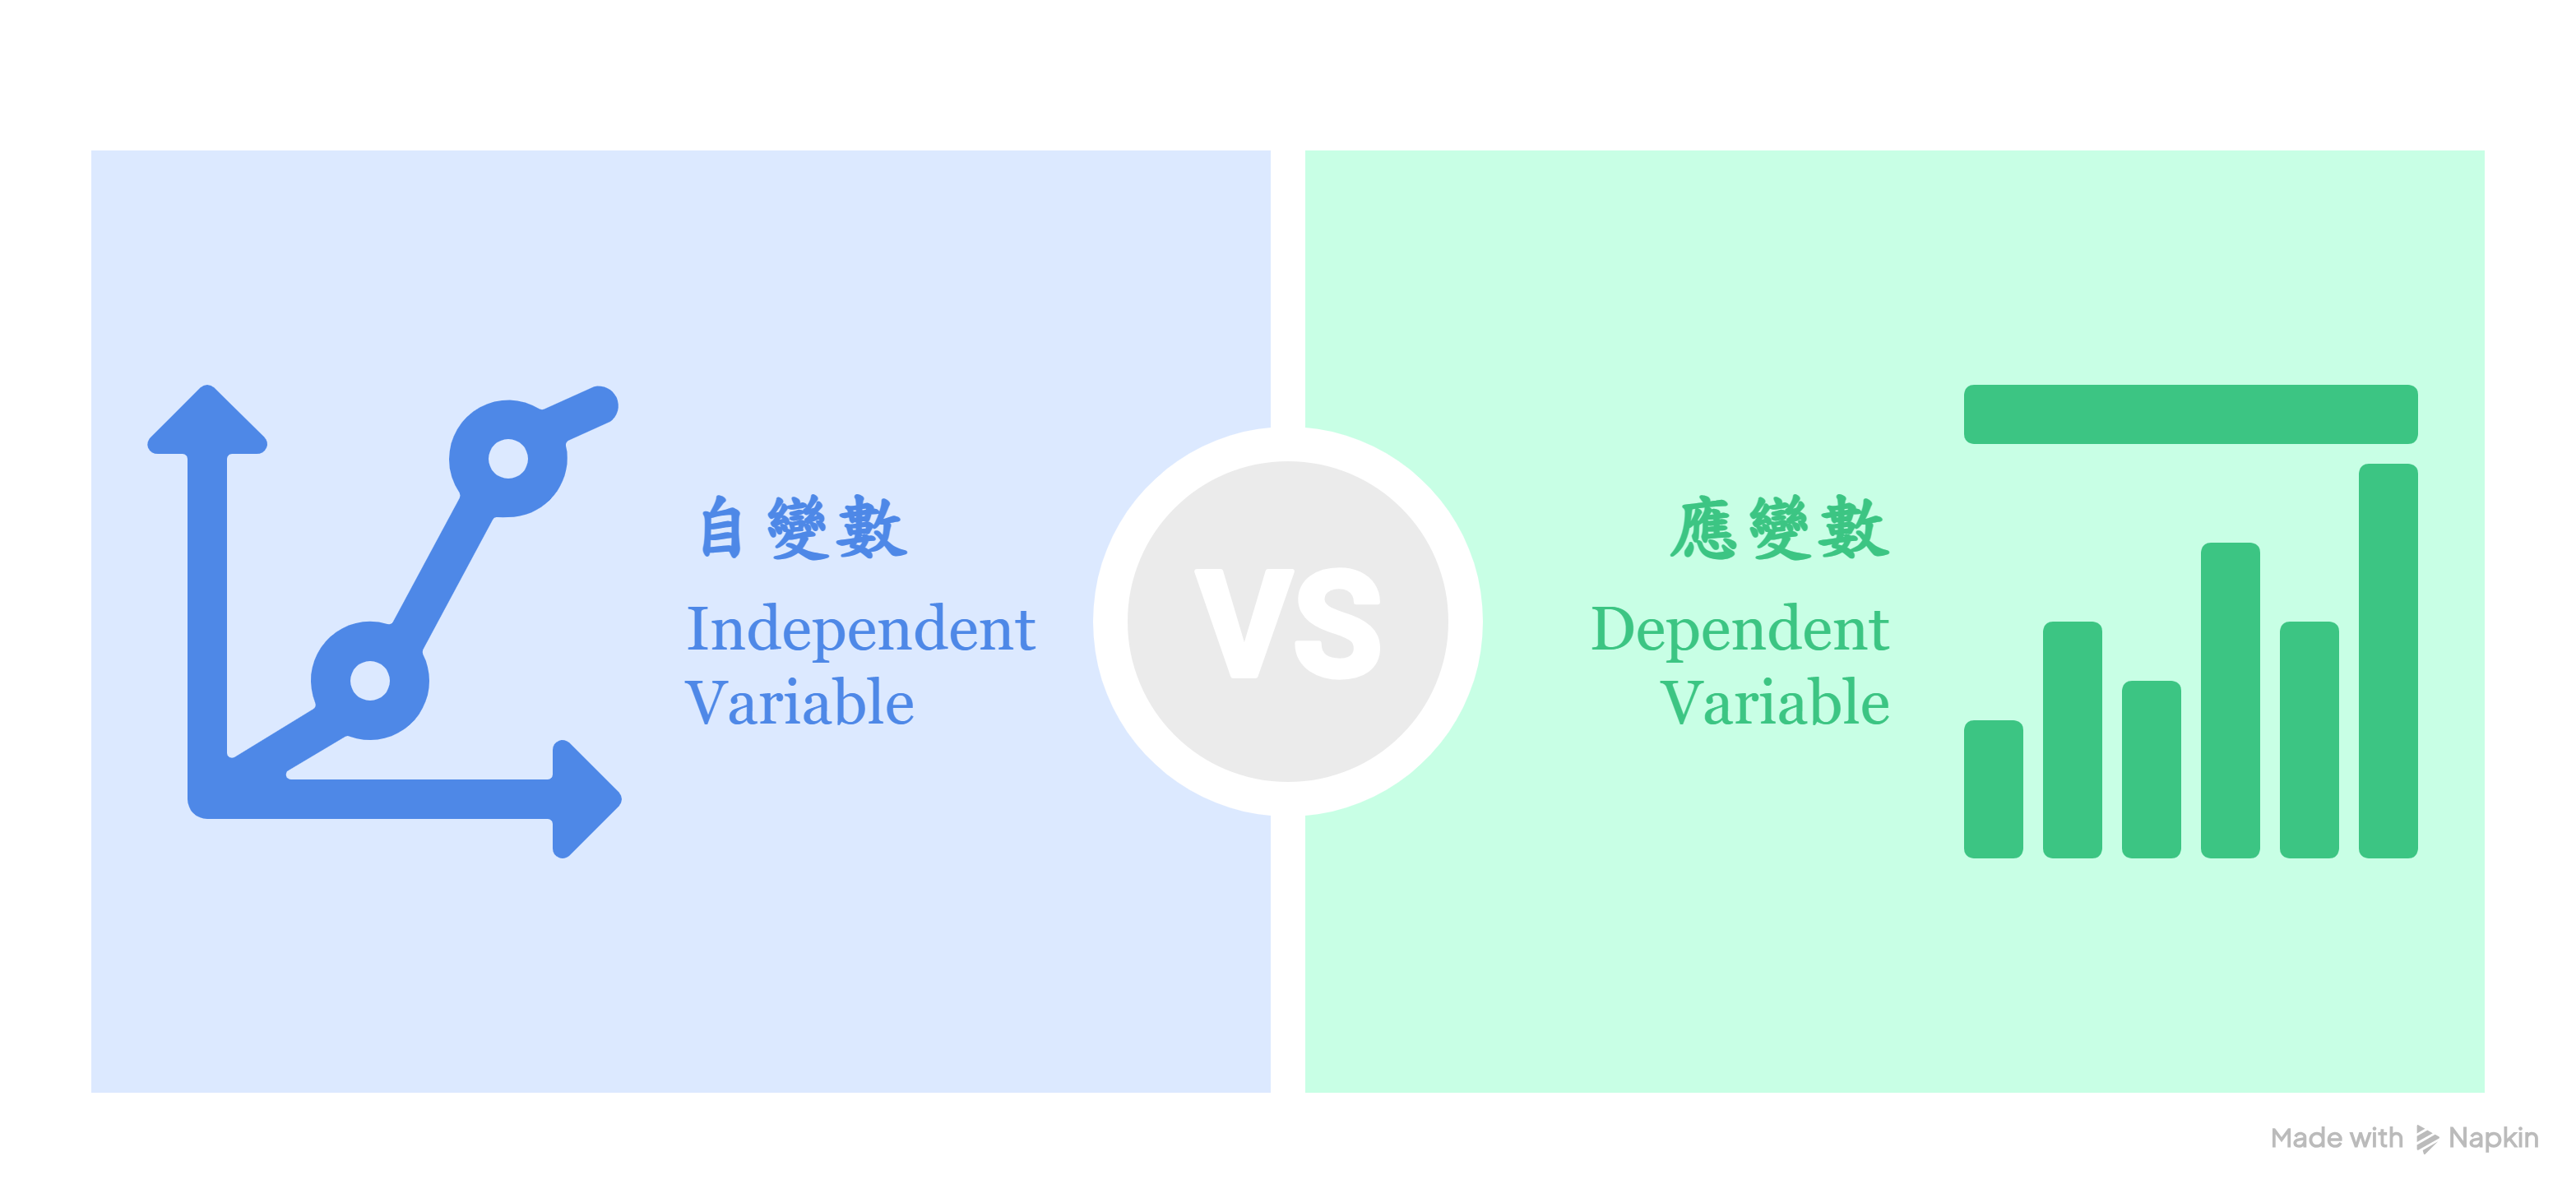 自變數
Independent
Variable
VS
應變數
Dependent
Variable
Made with Napkin